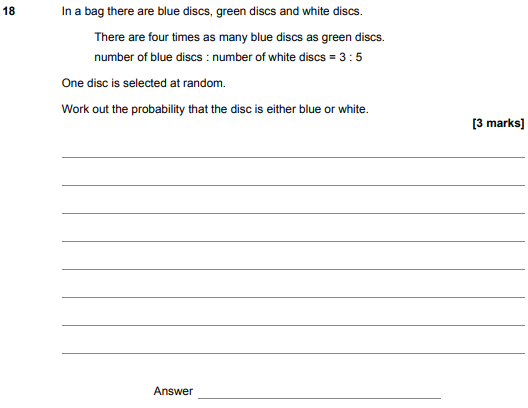 18 In a bag there are blue discs, green discs and white discs.
There are four times as many blue discs as green discs.
number of blue discs : number of white discs = 3 : 5
One disc is selected at random.
Work out the probability that the disc is either blue or white.
[3 marks]
Answer